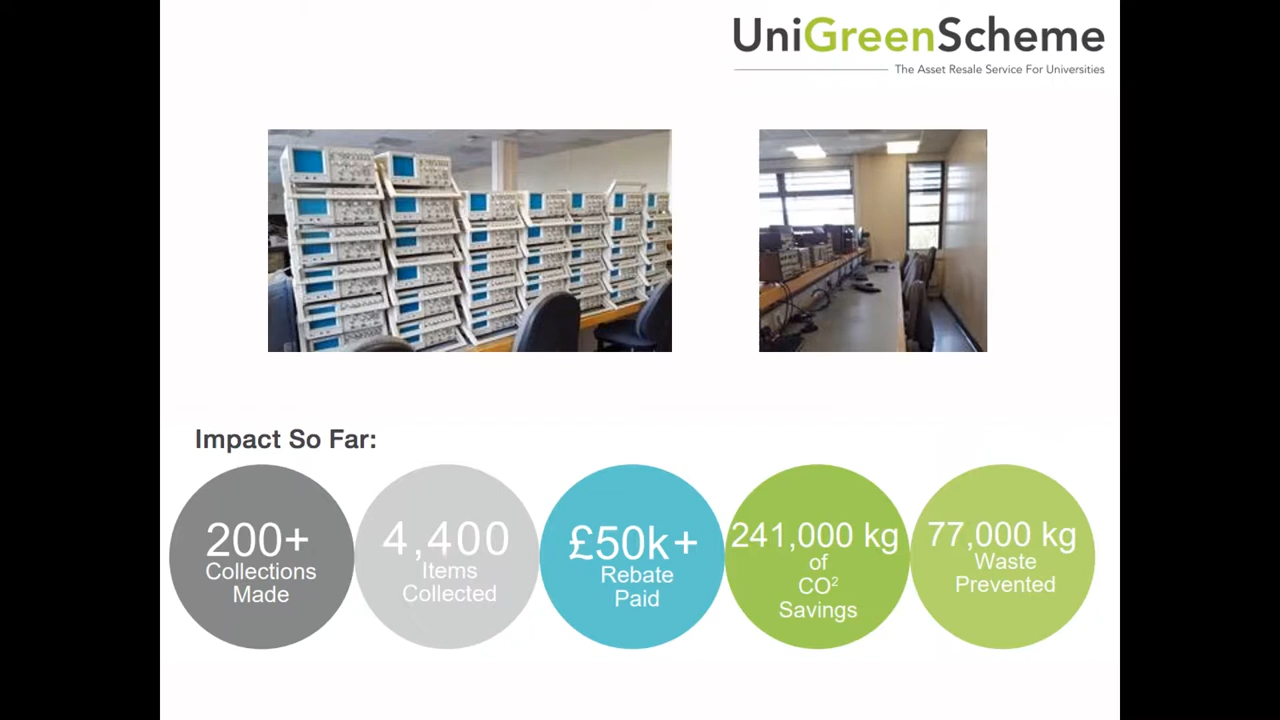 UniGreenScheme
The Asset Resale Service For Universities
Impact So Far:
200+
Collections
Made
4,400
Items
Collected
£50k+
Rebate
Paid
241,000 kg
of
CO²
Savings
77,000 kg
Waste
Prevented